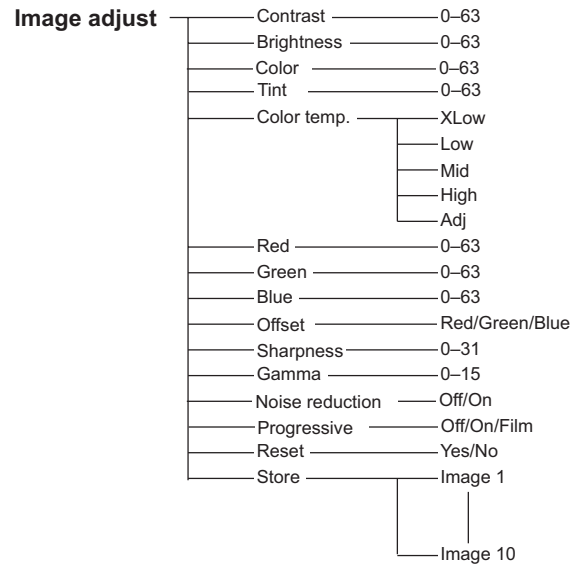 Image adjust Contrast 0–63
Brightness 0–63
Color 0–63
Tint 0–63
Color temp. XLow
Low
Mid
High
Adj
Red 0–63
Green 0–63
Blue 0–63
Offset Red/Green/Blue
Sharpness 0–31
Gamma 0–15
Noise reduction Off/On
Progressive Off/On/Film
Reset Yes/No
Store Image 1
Image 10